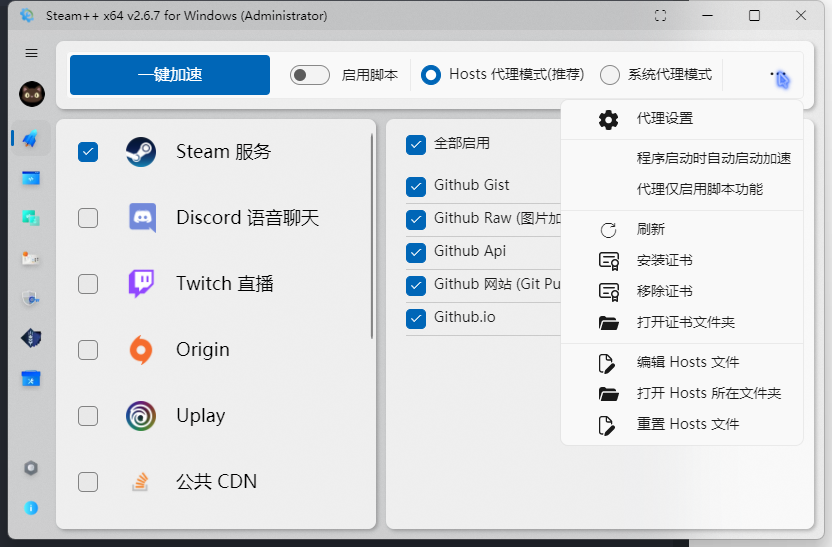 Steam++ x64 v2.6.7 for Windows (Administrator)
一键加速
启用脚本
Hosts 代理模式(推荐)
系统代理模式
Steam 服务
Discord 语音聊天
Twitch 直播
Origin
Uplay
公共 CDN
全部启用
Github Gist
Github Raw (图片加
Github Api
Github 网站 (Git Pu
Github.io
代理设置
程序启动时自动启动加速
代理仅启用脚本功能
刷新
安装证书
移除证书
打开证书文件夹
编辑 Hosts 文件
打开 Hosts 所在文件夹
重置 Hosts 文件